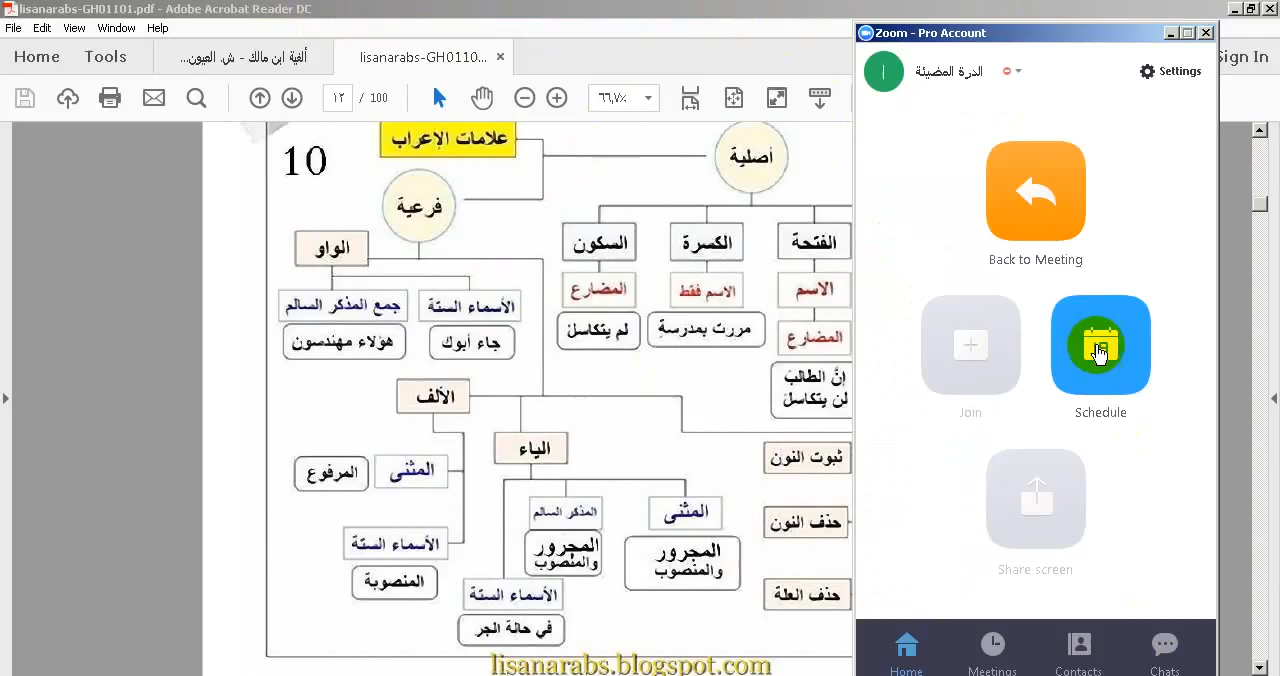 lisanarabs-GH01101.pdf - Adobe Acrobat Reader DC
File Edit View Window Help
Home Tools
ألفية ابن مالك - ش. العيون...
lisanarabs-GH0110...
Sign In
١٢ / 100
٦٦٫٧%
10
علامات الإعراب
أصلية
فرعية
السكون
الكسرة
الفتحة
الواو
المضارع
الاسم فقط
الاسم
جمع المذكر السالم
الأسماء الستة
لم يتكاسلْ
مررت بمدرسةِ
المضارع
هؤلاء مهندسون
جاء أبوك
إنَّ الطالبَ
لن يتكاسلَ
الألف
الياء
ثبوت النون
المثنى
المرفوع
المذكر السالم
المثنى
حذف النون
الأسماء الستة
المجرور
والمنصوب
المجرور
والمنصوب
المنصوبة
الأسماء الستة
حذف العلة
في حالة الجر
lisanarabs.blogspot.com
Zoom - Pro Account
الدرة المضيئة
Settings
Back to Meeting
Join
Schedule
Share screen
Home
Meetings
Contacts
Chats